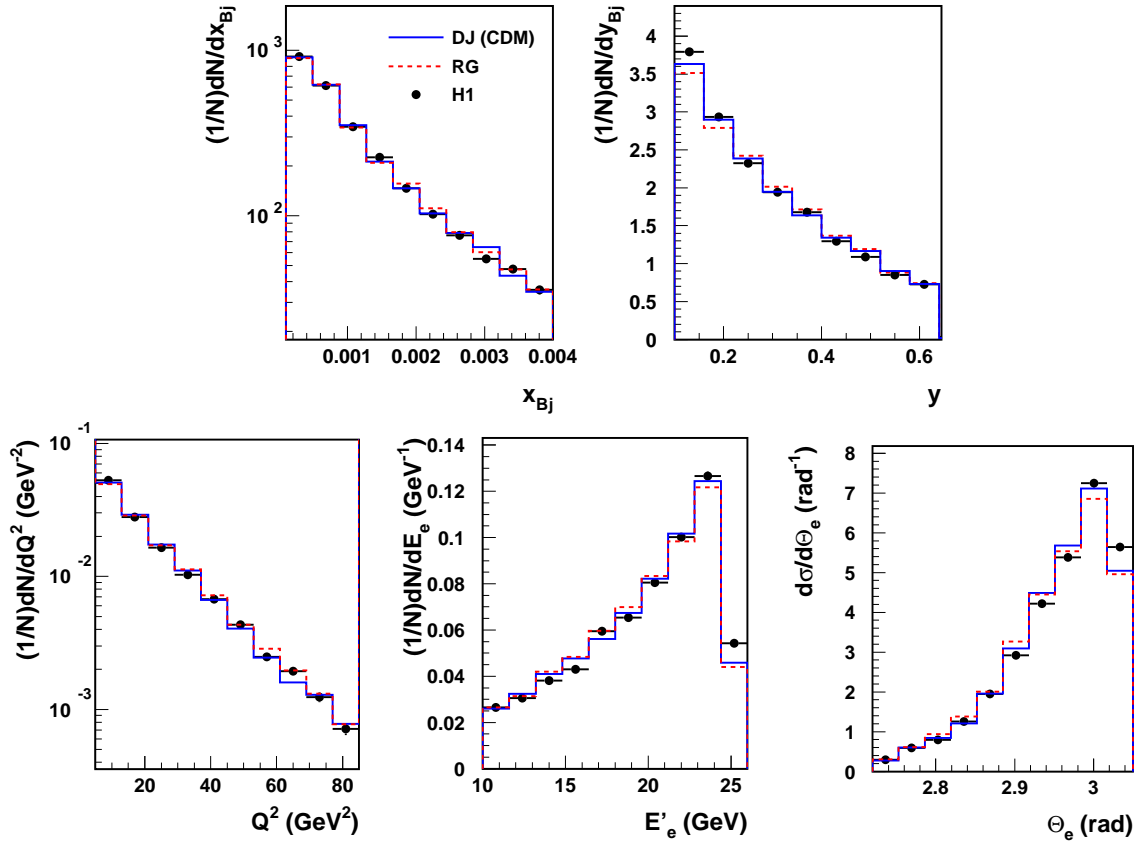 (1/N)dN/dx_Bj
10^3
10^2
DJ (CDM)
RG
H1
0.001 0.002 0.003 0.004
x_Bj
(1/N)dN/dy_Bj
4
3.5
3
2.5
2
1.5
1
0.5
0
0.2 0.4 0.6
y
(1/N)dN/dQ^2 (GeV^-2)
10^-1
10^-2
10^-3
20 40 60 80
Q^2 (GeV^2)
(1/N)dN/dE_e (GeV^-1)
0.14
0.12
0.1
0.08
0.06
0.04
0.02
0
10 15 20 25
E'_e (GeV)
dσ/dΘ_e (rad^-1)
8
7
6
5
4
3
2
1
0
2.8 2.9 3
Θ_e (rad)